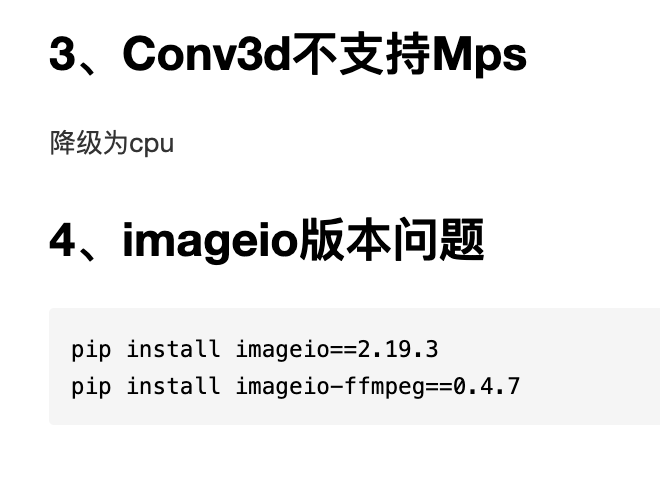 3、Conv3d不支持Mps
降级为cpu
4、imageio版本问题
pip install imageio==2.19.3
pip install imageio-ffmpeg==0.4.7